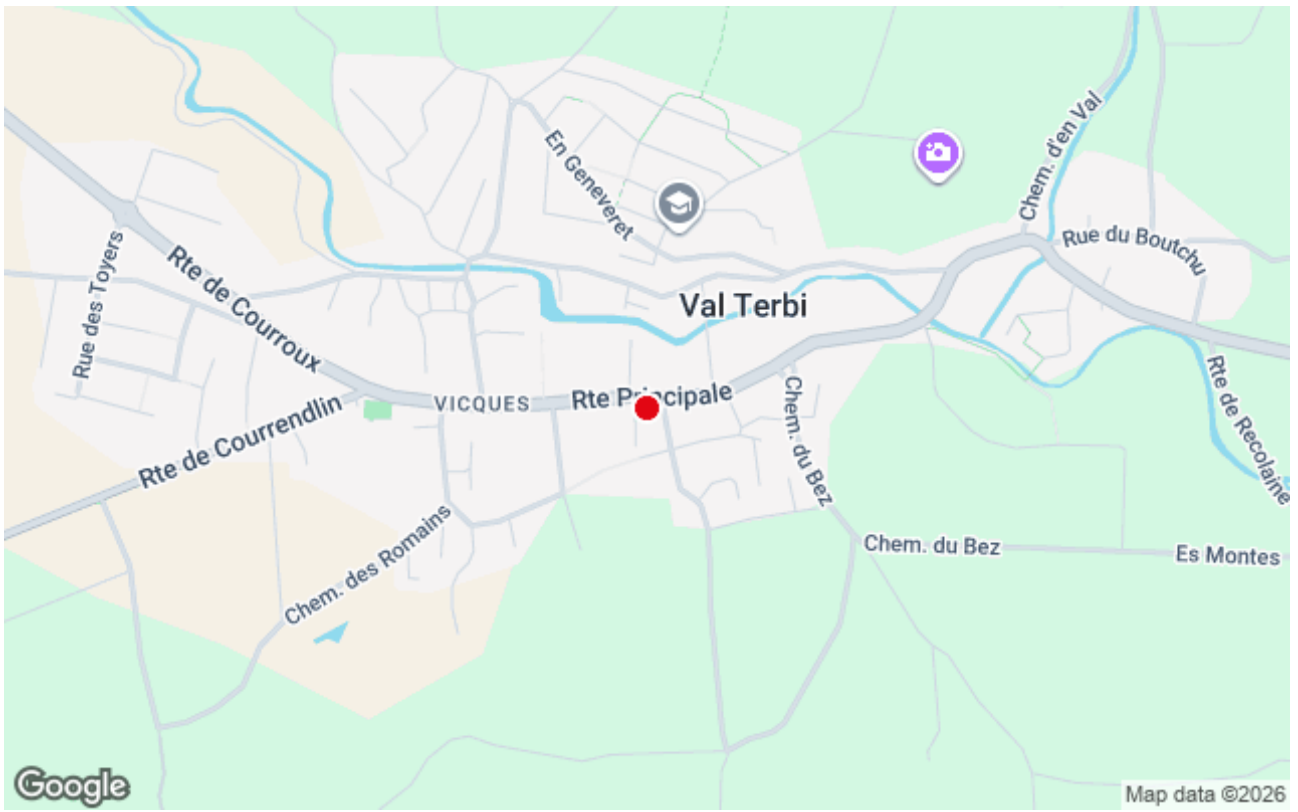 Chem. d'en Val
En Geneveret
Rue du Boutchu
Rue des Toyers
Rte de Courroux
Val Terbi
Rte Principale
VICQUES
Rte de Courrendlin
Chem. du Bez
Rte de Recolaine
Chem. des Romains
Chem. du Bez
Es Montes
Google
Map data ©2026